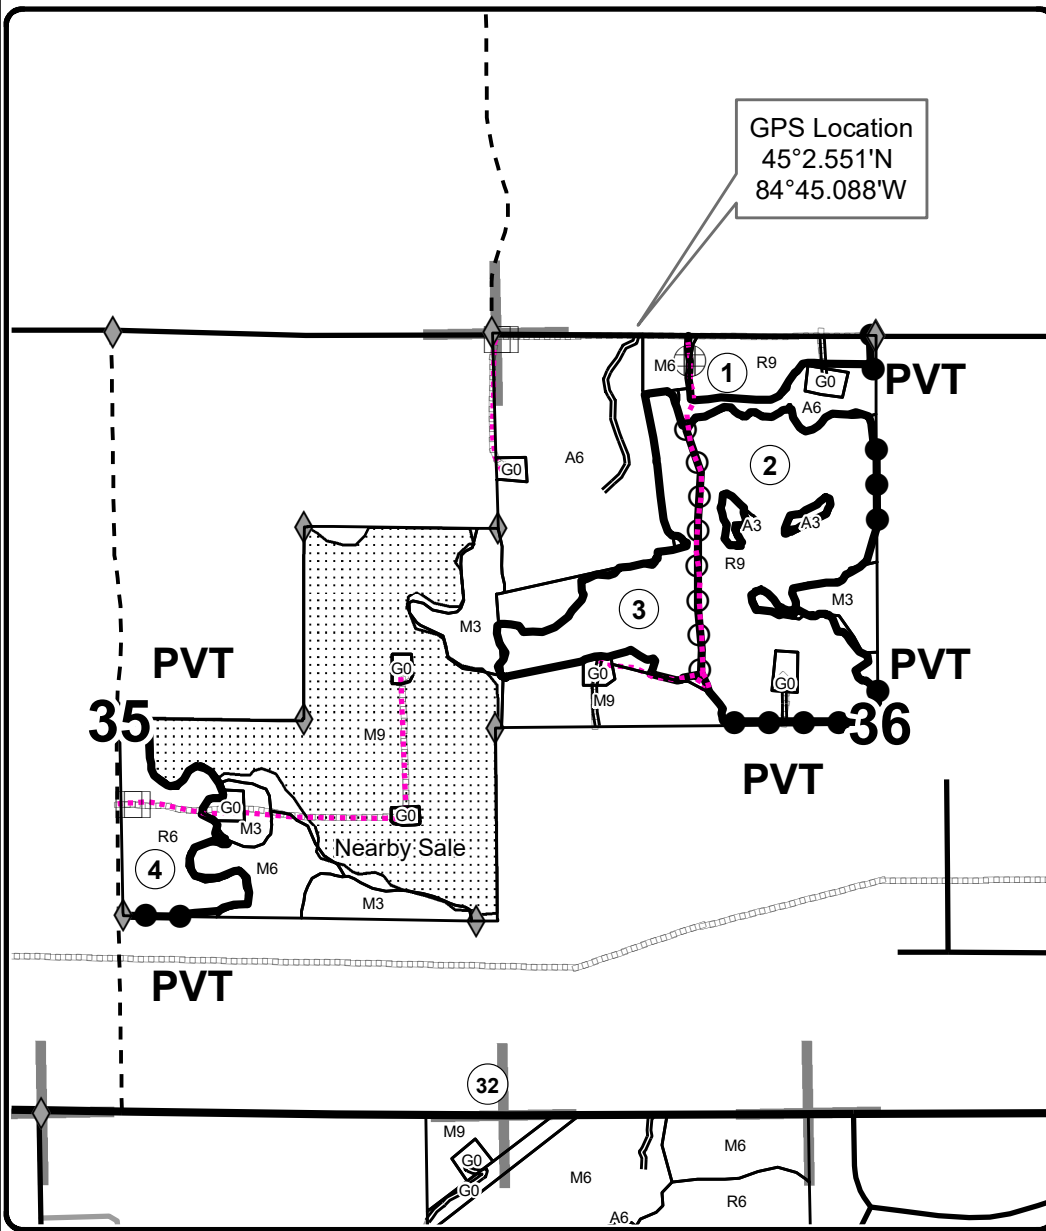 GPS Location
45°2.551'N
84°45.088'W
M6
1
R9
G0
PVT
A6
A6
G0
2
A3
A3
R9
M3
3
M3
PVT
G0
G0
G0
PVT
M9
35
M9
36
PVT
G0
M3
G0
R6
Nearby Sale
4
M6
M3
PVT
32
M9
G0
G0
M6
M6
R6
A6